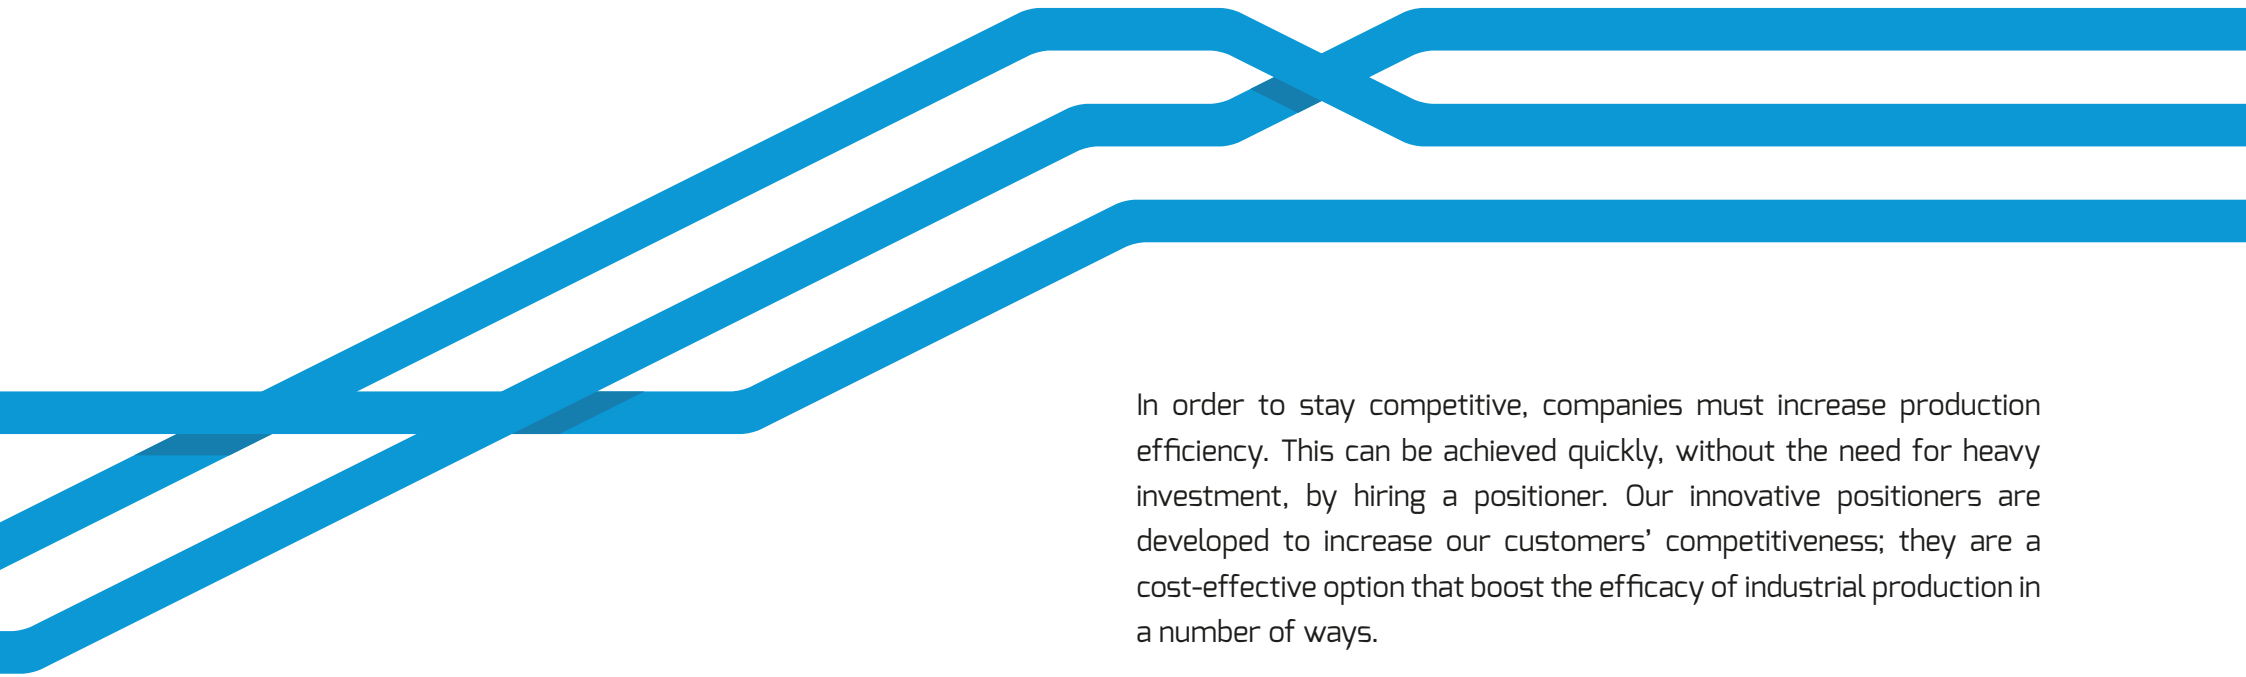 In order to stay competitive, companies must increase production
efficiency. This can be achieved quickly, without the need for heavy
investment, by hiring a positioner. Our innovative positioners are
developed to increase our customers’ competitiveness; they are a
cost-effective option that boost the efficacy of industrial production in
a number of ways.